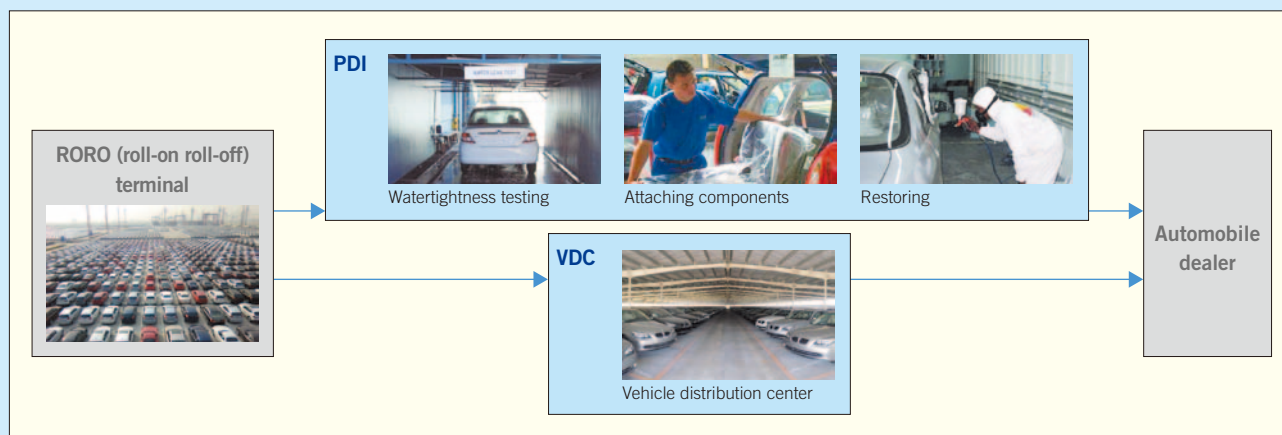 PDI
RORO (roll-on roll-off)
terminal
Watertightness testing
Attaching components
Restoring
VDC
Vehicle distribution center
Automobile
dealer